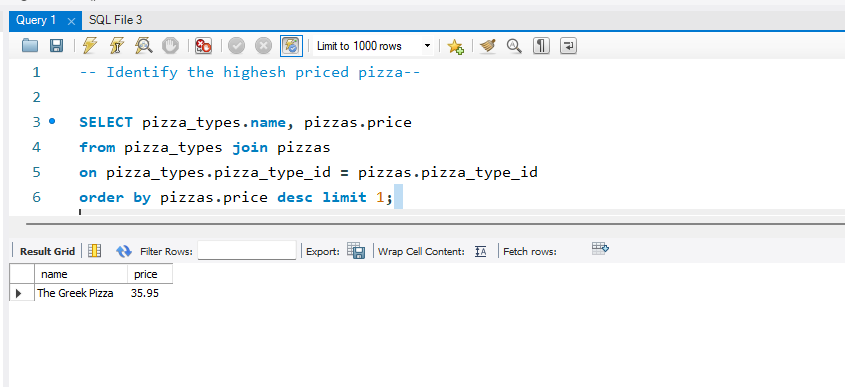 Query 1 SQL File 3
Limit to 1000 rows
1 -- Identify the highesh priced pizza--
2
3 SELECT pizza_types.name, pizzas.price
4 from pizza_types join pizzas
5 on pizza_types.pizza_type_id = pizzas.pizza_type_id
6 order by pizzas.price desc limit 1;
Result Grid Filter Rows: Export: Wrap Cell Content: Fetch rows:
name price
The Greek Pizza 35.95